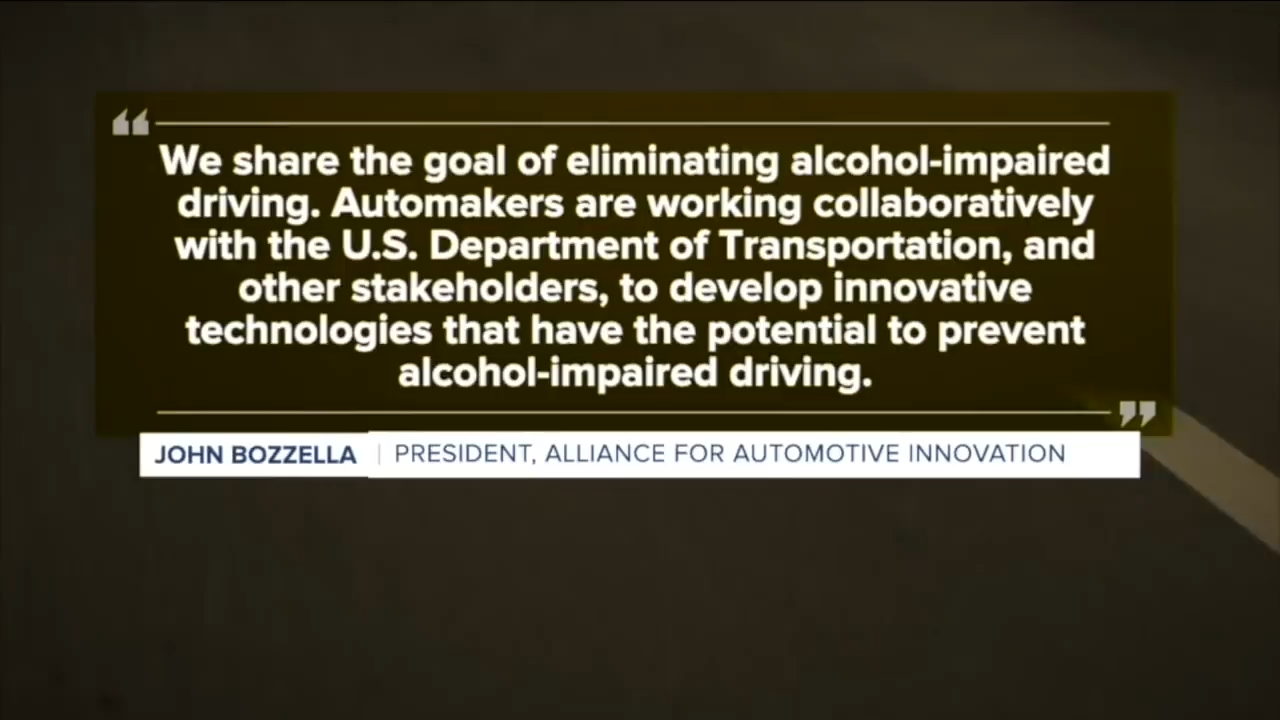 “
We share the goal of eliminating alcohol-impaired
driving. Automakers are working collaboratively
with the U.S. Department of Transportation, and
other stakeholders, to develop innovative
technologies that have the potential to prevent
alcohol-impaired driving.
”
JOHN BOZZELLA | PRESIDENT, ALLIANCE FOR AUTOMOTIVE INNOVATION